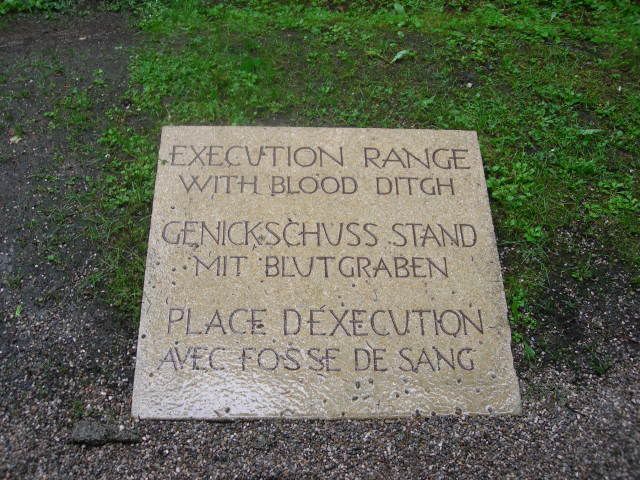 EXECUTION RANGE
WITH BLOOD DITGH
GENICKSCHUSS STAND
MIT BLUTGRABEN
PLACE D'EXECUTION
AVEC FOSSE DE SANG